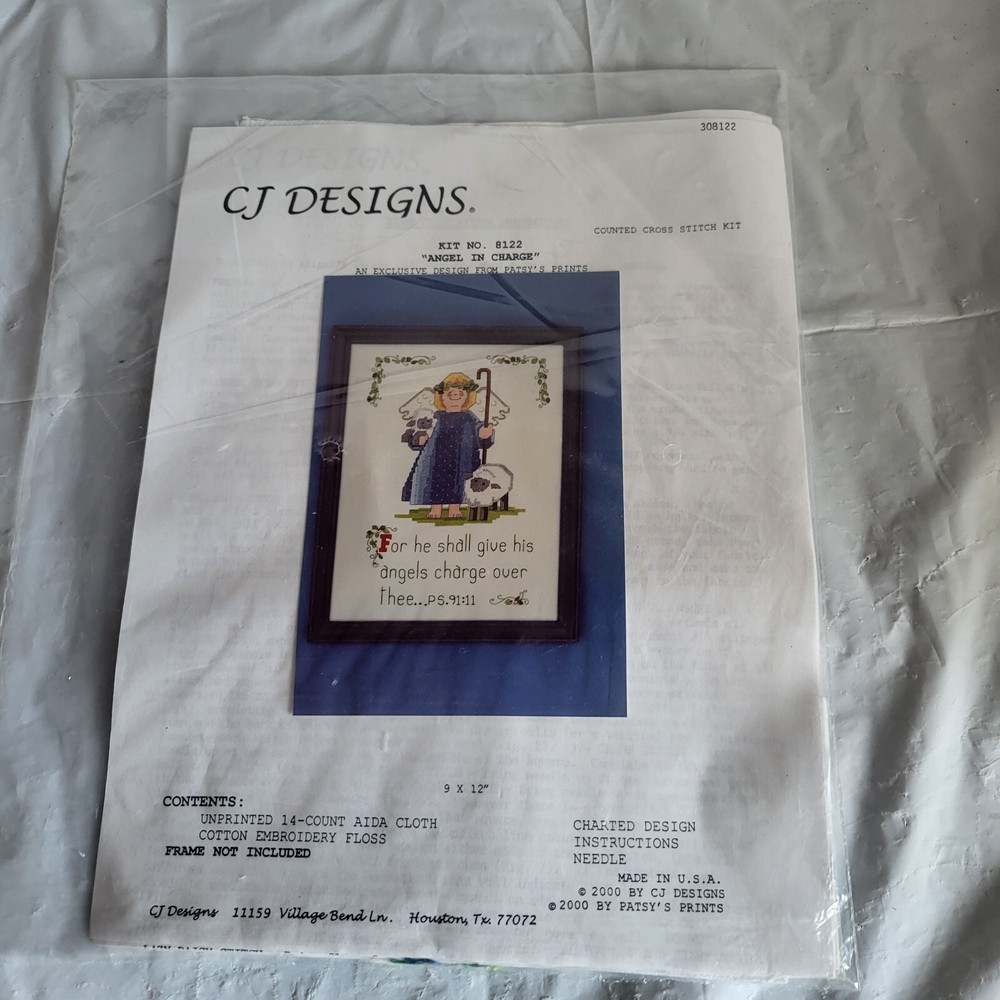 308122
CJ DESIGNS®
COUNTED CROSS STITCH KIT
KIT NO. 8122
"ANGEL IN CHARGE"
AN EXCLUSIVE DESIGN FROM PATSY'S PRINTS
For he shall give his
angels charge over
thee...PS.91:11
9 X 12"
CONTENTS:
UNPRINTED 14-COUNT AIDA CLOTH
COTTON EMBROIDERY FLOSS
FRAME NOT INCLUDED
CHARTED DESIGN
INSTRUCTIONS
NEEDLE
MADE IN U.S.A.
© 2000 BY CJ DESIGNS
© 2000 BY PATSY'S PRINTS
CJ Designs 11159 Village Bend Ln. Houston, Tx. 77072